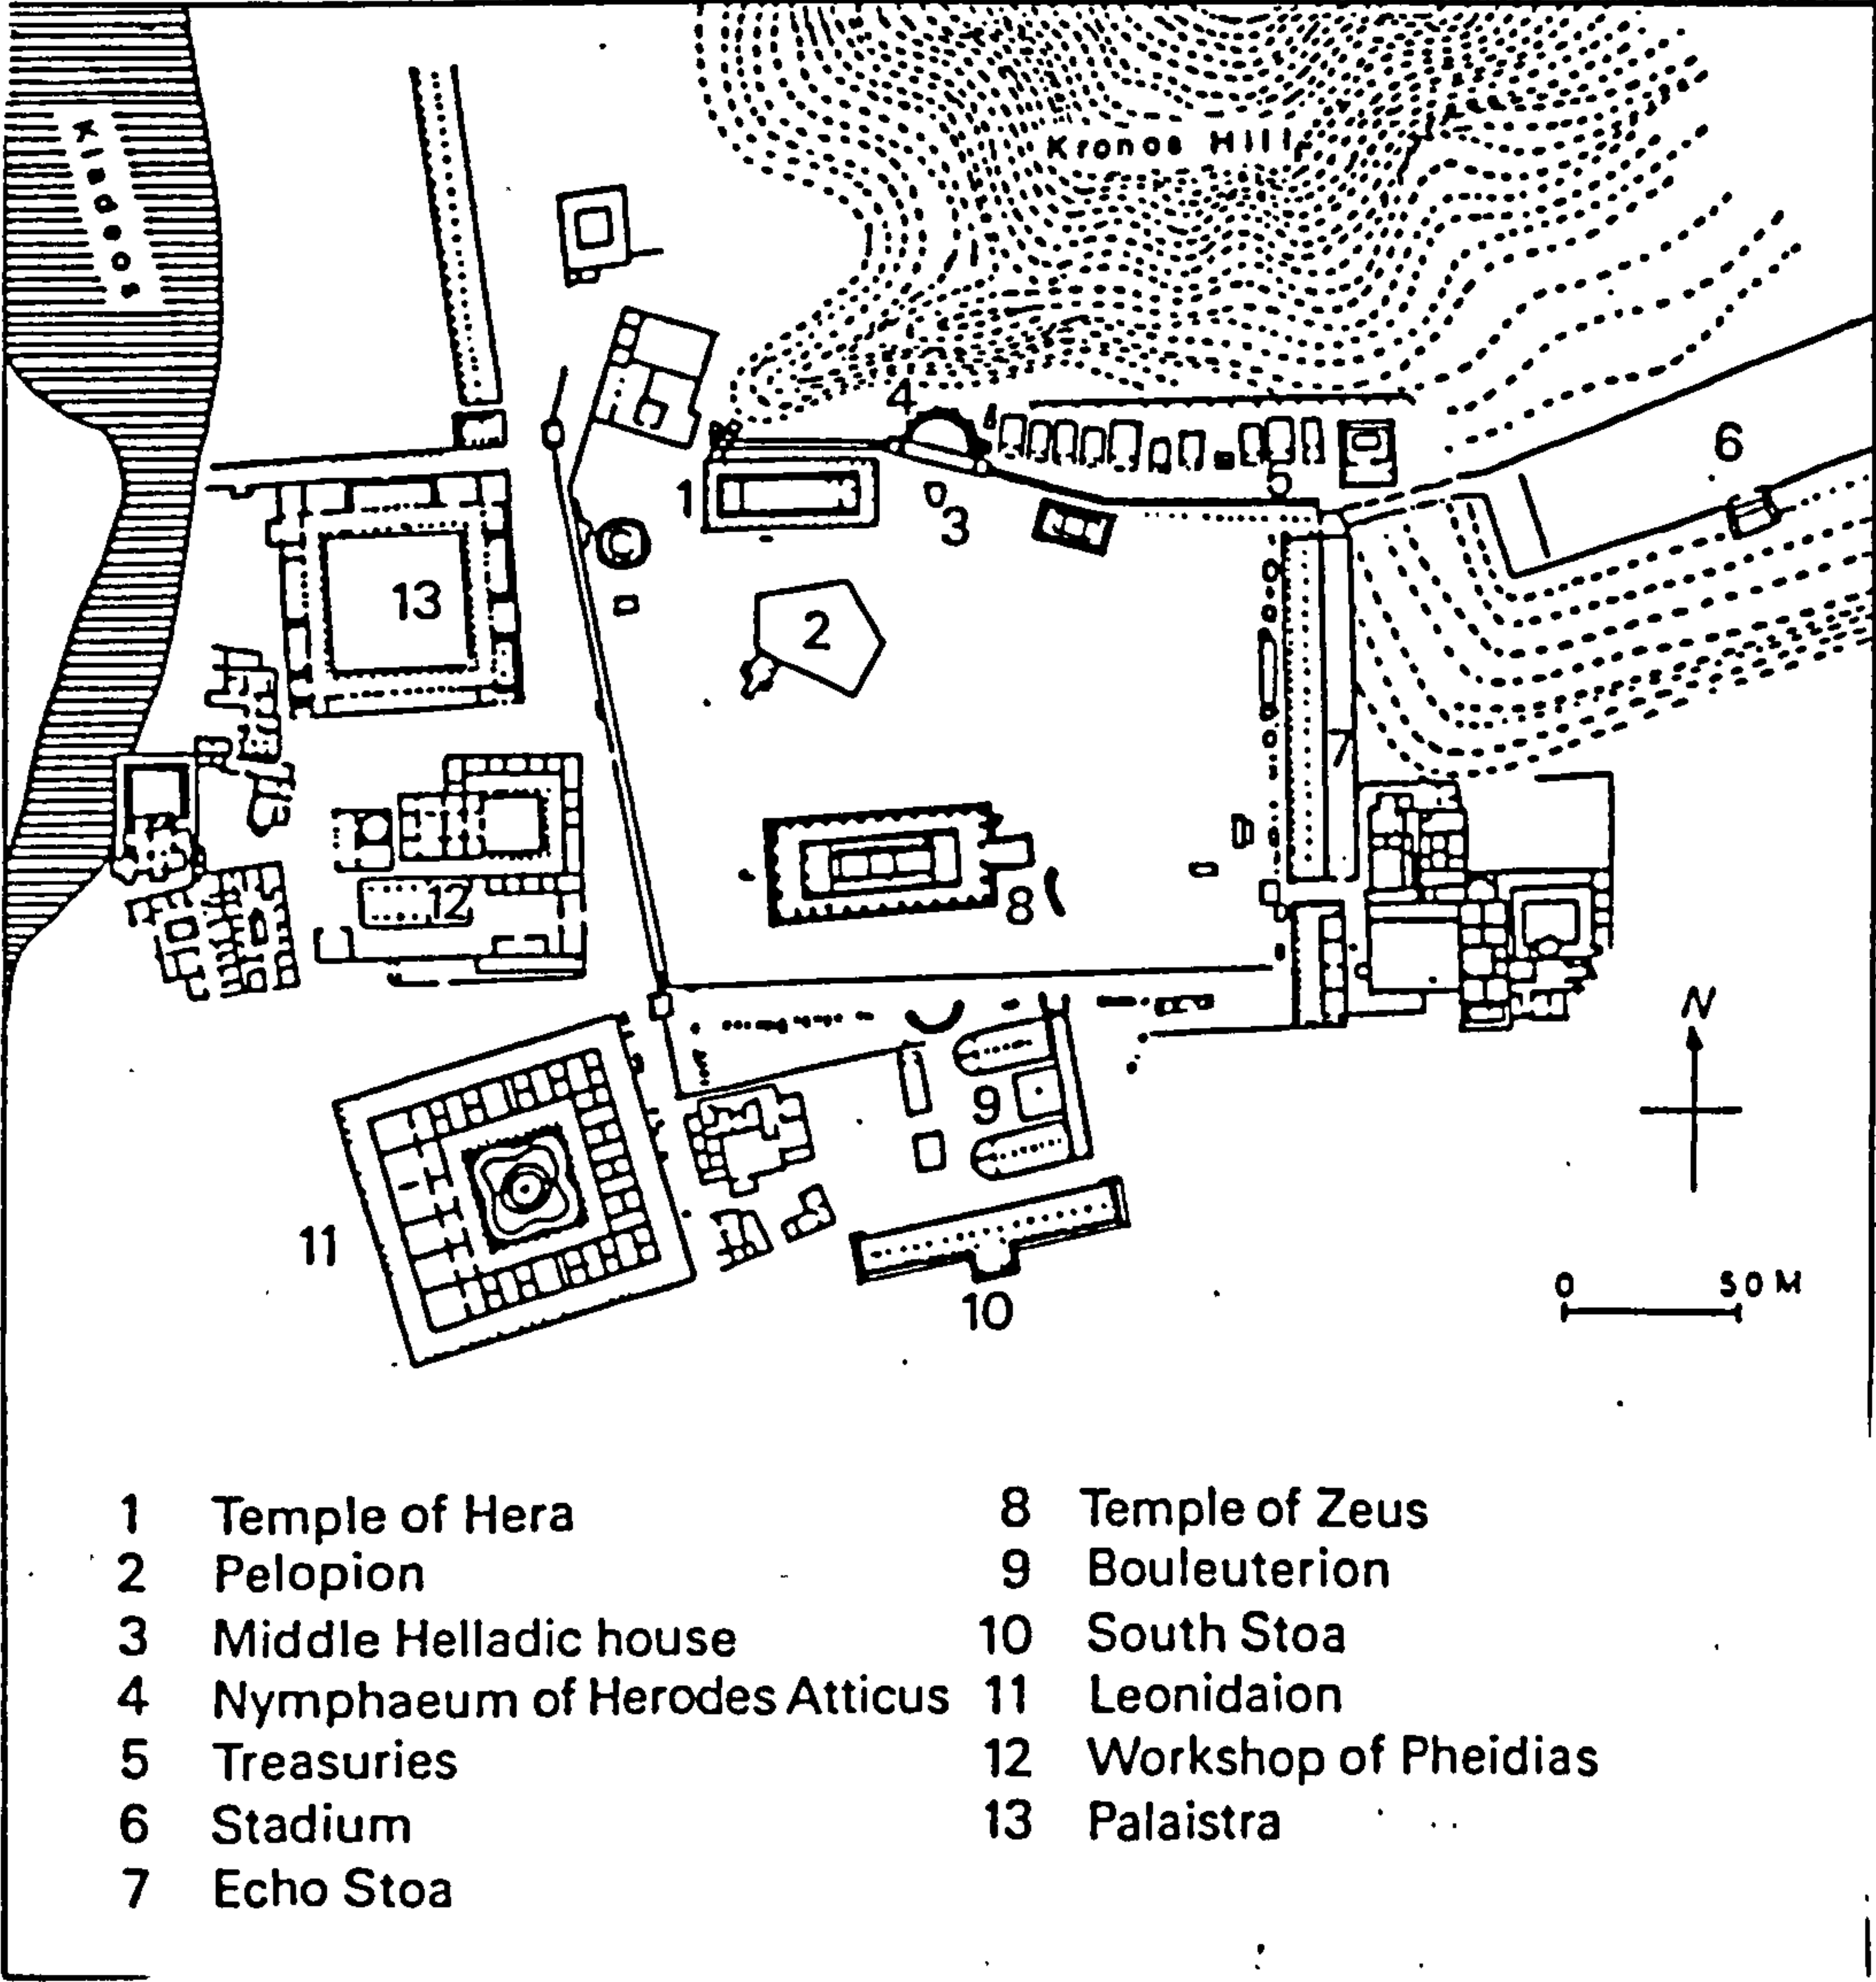 Kladeos
Kronos Hill
4
6
1
5
3
13
2
7
12
8
N
9
11
0 50 M
10
1 Temple of Hera
2 Pelopion
3 Middle Helladic house
4 Nymphaeum of Herodes Atticus
5 Treasuries
6 Stadium
7 Echo Stoa
8 Temple of Zeus
9 Bouleuterion
10 South Stoa
11 Leonidaion
12 Workshop of Pheidias
13 Palaistra